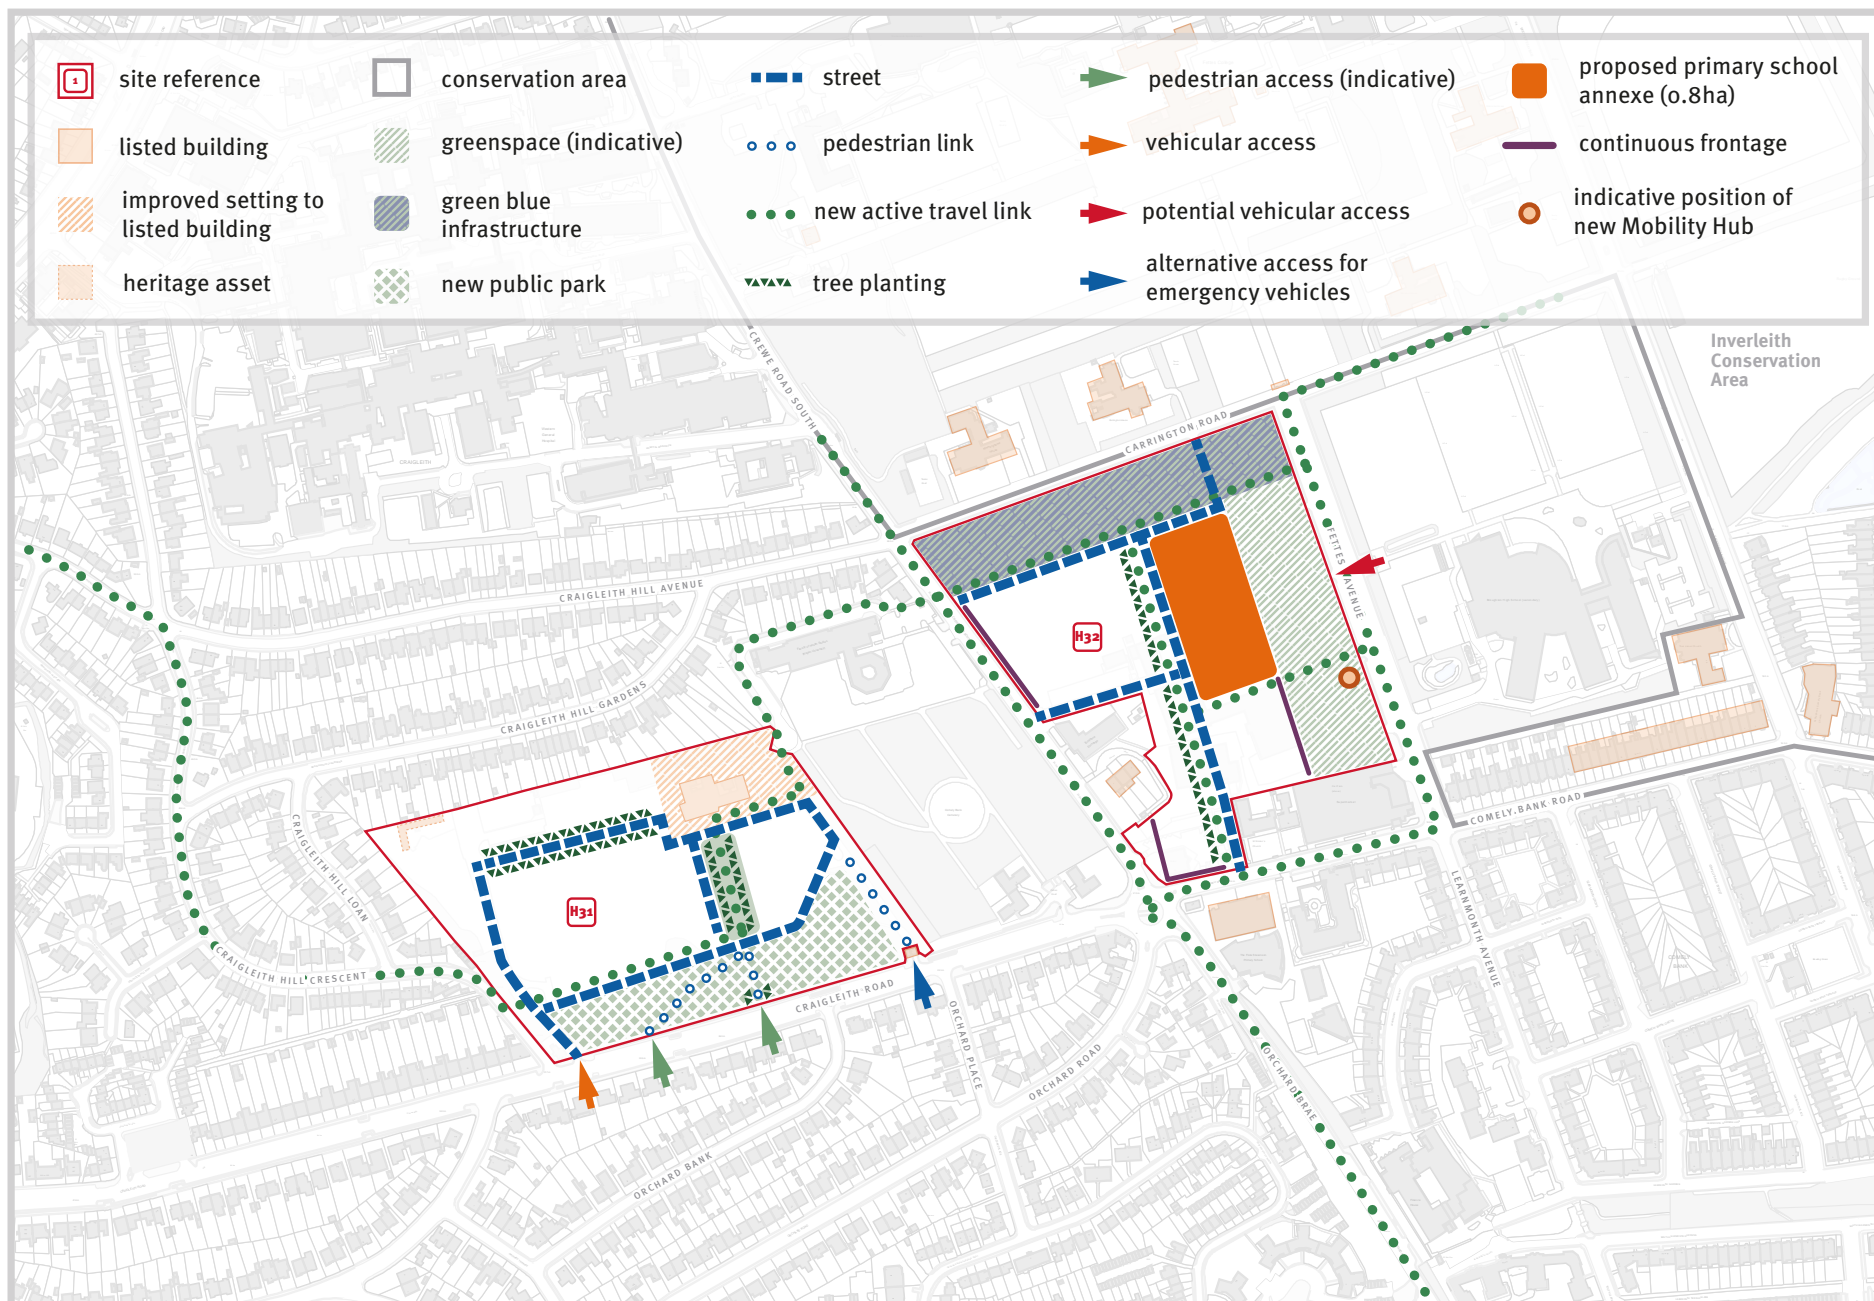 1
site reference
listed building
improved setting to
listed building
heritage asset
conservation area
greenspace (indicative)
green blue
infrastructure
new public park
street
pedestrian link
new active travel link
tree planting
pedestrian access (indicative)
vehicular access
potential vehicular access
alternative access for
emergency vehicles
proposed primary school
annexe (0.8ha)
continuous frontage
indicative position of
new Mobility Hub
Inverleith
Conservation
Area
CREWE ROAD SOUTH
CARRINGTON ROAD
CRAIGLEITH
CRAIGLEITH HILL AVENUE
FETTES AVENUE
H32
CRAIGLEITH HILL GARDENS
COMELY BANK ROAD
CRAIGLEITH HILL LOAN
H31
LEARNMONTH AVENUE
CRAIGLEITH HILL CRESCENT
CRAIGLEITH ROAD
ORCHARD PLACE
ORCHARD ROAD
ORCHARD BRAE
ORCHARD BANK